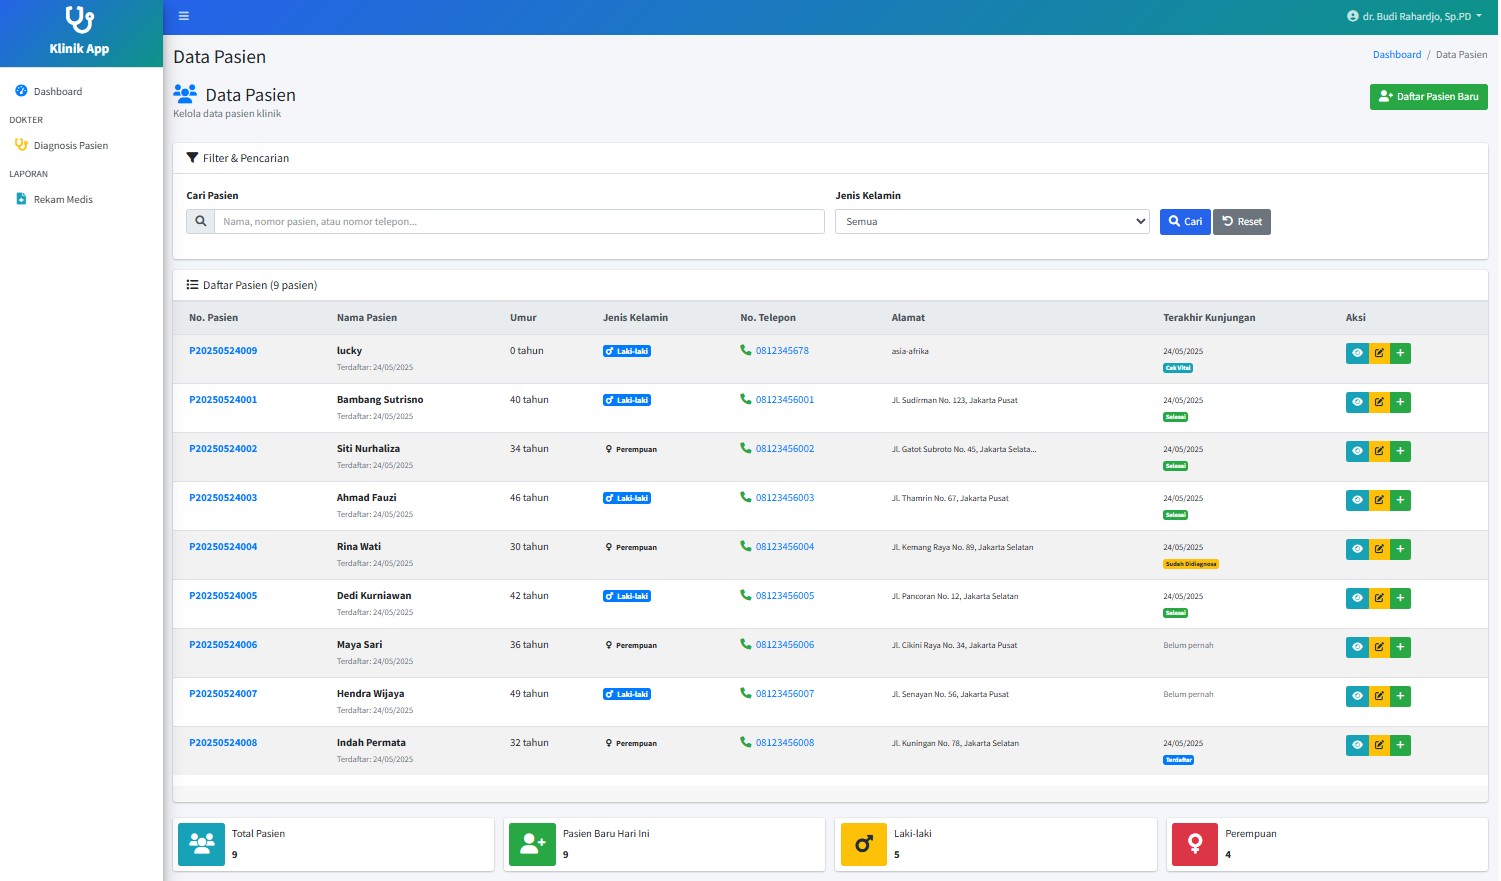 Klinik App
dr. Budi Rahardjo, Sp.PD
Dashboard
DOKTER
Diagnosis Pasien
LAPORAN
Rekam Medis
Data Pasien
Dashboard / Data Pasien
Data Pasien
Kelola data pasien klinik
Daftar Pasien Baru
Filter & Pencarian
Cari Pasien
Jenis Kelamin
Nama, nomor pasien, atau nomor telepon...
Semua
Cari
Reset
Daftar Pasien (9 pasien)
No. Pasien Nama Pasien Umur Jenis Kelamin No. Telepon Alamat Terakhir Kunjungan Aksi
P20250524009 lucky 0 tahun Laki-laki 0812345678 asia-afrika 24/05/2025
Terdaftar: 24/05/2025 Cek Vital
P20250524001 Bambang Sutrisno 40 tahun Laki-laki 08123456001 Jl. Sudirman No. 123, Jakarta Pusat 24/05/2025
Terdaftar: 24/05/2025 Selesai
P20250524002 Siti Nurhaliza 34 tahun Perempuan 08123456002 Jl. Gatot Subroto No. 45, Jakarta Selata... 24/05/2025
Terdaftar: 24/05/2025 Selesai
P20250524003 Ahmad Fauzi 46 tahun Laki-laki 08123456003 Jl. Thamrin No. 67, Jakarta Pusat 24/05/2025
Terdaftar: 24/05/2025 Selesai
P20250524004 Rina Wati 30 tahun Perempuan 08123456004 Jl. Kemang Raya No. 89, Jakarta Selatan 24/05/2025
Terdaftar: 24/05/2025 Sudah Didiagnosa
P20250524005 Dedi Kurniawan 42 tahun Laki-laki 08123456005 Jl. Pancoran No. 12, Jakarta Selatan 24/05/2025
Terdaftar: 24/05/2025 Selesai
P20250524006 Maya Sari 36 tahun Perempuan 08123456006 Jl. Cikini Raya No. 34, Jakarta Pusat Belum pernah
Terdaftar: 24/05/2025
P20250524007 Hendra Wijaya 49 tahun Laki-laki 08123456007 Jl. Senayan No. 56, Jakarta Pusat Belum pernah
Terdaftar: 24/05/2025
P20250524008 Indah Permata 32 tahun Perempuan 08123456008 Jl. Kuningan No. 78, Jakarta Selatan 24/05/2025
Terdaftar: 24/05/2025 Terdaftar
Total Pasien
9
Pasien Baru Hari Ini
9
Laki-laki
5
Perempuan
4